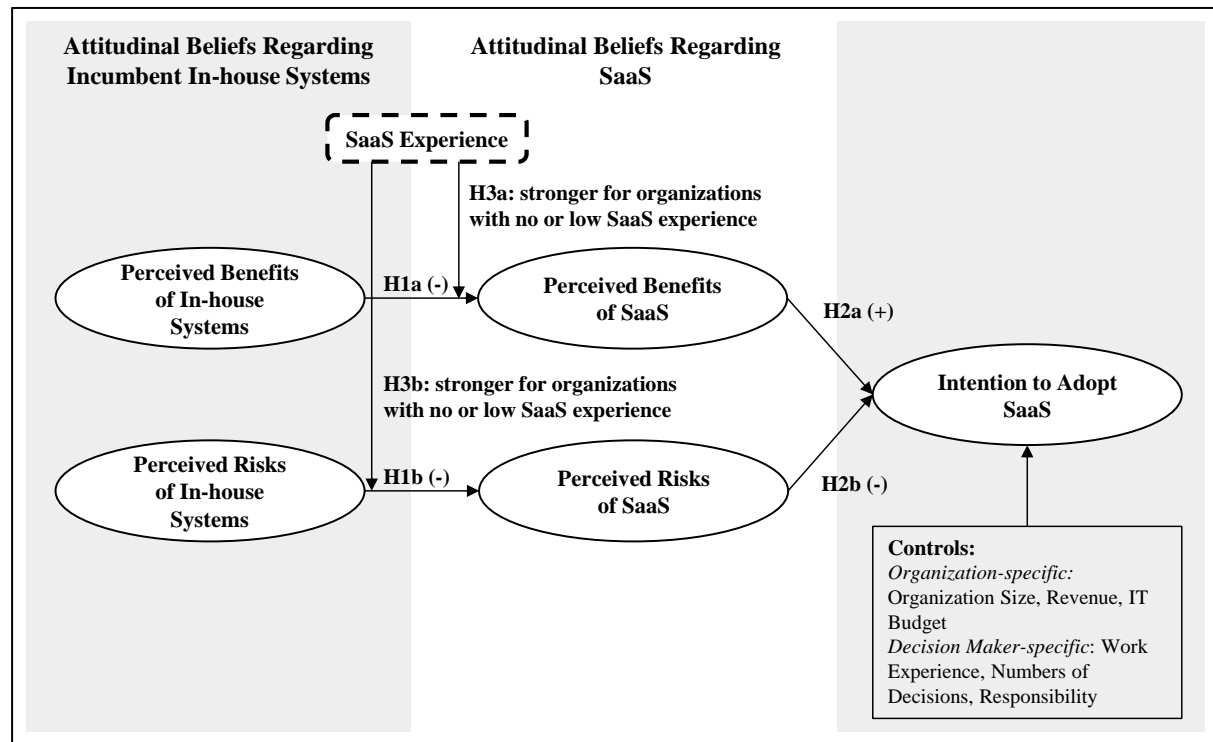 Attitudinal Beliefs Regarding
Incumbent In-house Systems
Attitudinal Beliefs Regarding
SaaS
SaaS Experience
H3a: stronger for organizations
with no or low SaaS experience
Perceived Benefits
of In-house
Systems
H1a (-)
Perceived Benefits
of SaaS
H2a (+)
H3b: stronger for organizations
with no or low SaaS experience
Intention to Adopt
SaaS
Perceived Risks
of In-house
Systems
H1b (-)
Perceived Risks
of SaaS
H2b (-)
Controls:
Organization-specific:
Organization Size, Revenue, IT
Budget
Decision Maker-specific: Work
Experience, Numbers of
Decisions, Responsibility